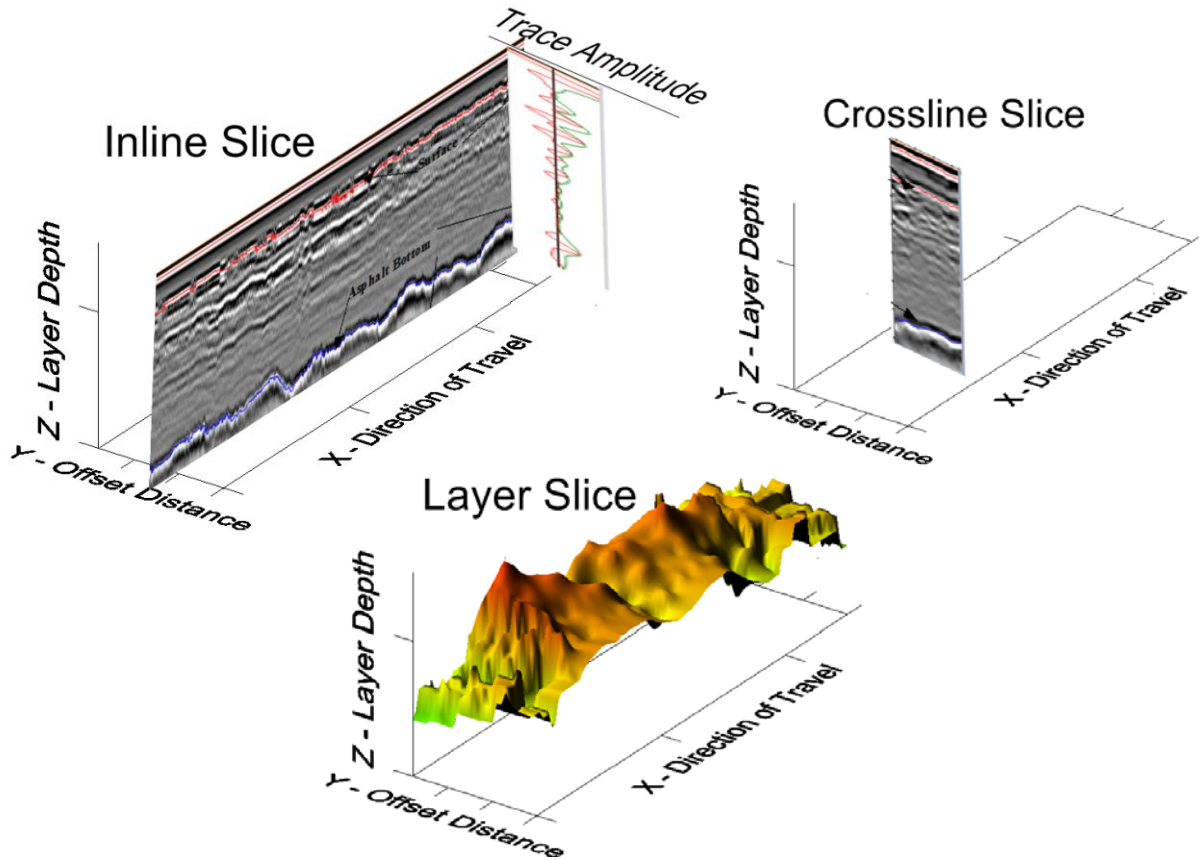 Trace Amplitude
Inline Slice
Surface
Asphalt Bottom
Z - Layer Depth
Y - Offset Distance
X - Direction of Travel
Crossline Slice
Z - Layer Depth
Y - Offset Distance
X - Direction of Travel
Layer Slice
Z - Layer Depth
Y - Offset Distance
X - Direction of Travel